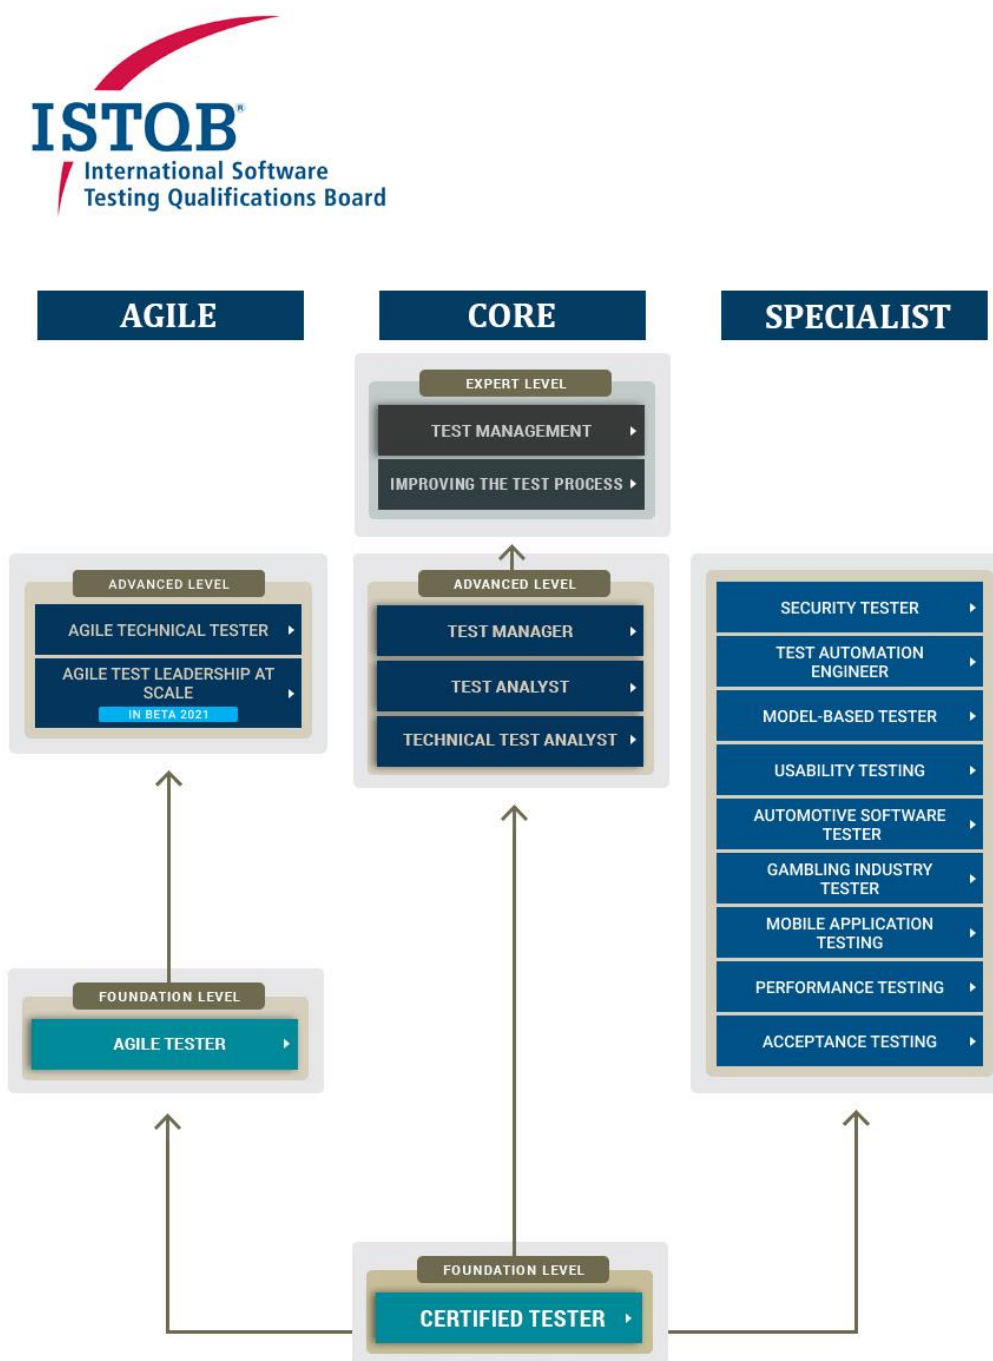 ISTQB®
International Software
Testing Qualifications Board
AGILE
CORE
SPECIALIST
EXPERT LEVEL
TEST MANAGEMENT
IMPROVING THE TEST PROCESS
ADVANCED LEVEL
AGILE TECHNICAL TESTER
AGILE TEST LEADERSHIP AT
SCALE
IN BETA 2021
ADVANCED LEVEL
TEST MANAGER
TEST ANALYST
TECHNICAL TEST ANALYST
SECURITY TESTER
TEST AUTOMATION
ENGINEER
MODEL-BASED TESTER
USABILITY TESTING
AUTOMOTIVE SOFTWARE
TESTER
GAMBLING INDUSTRY
TESTER
MOBILE APPLICATION
TESTING
PERFORMANCE TESTING
ACCEPTANCE TESTING
FOUNDATION LEVEL
AGILE TESTER
FOUNDATION LEVEL
CERTIFIED TESTER